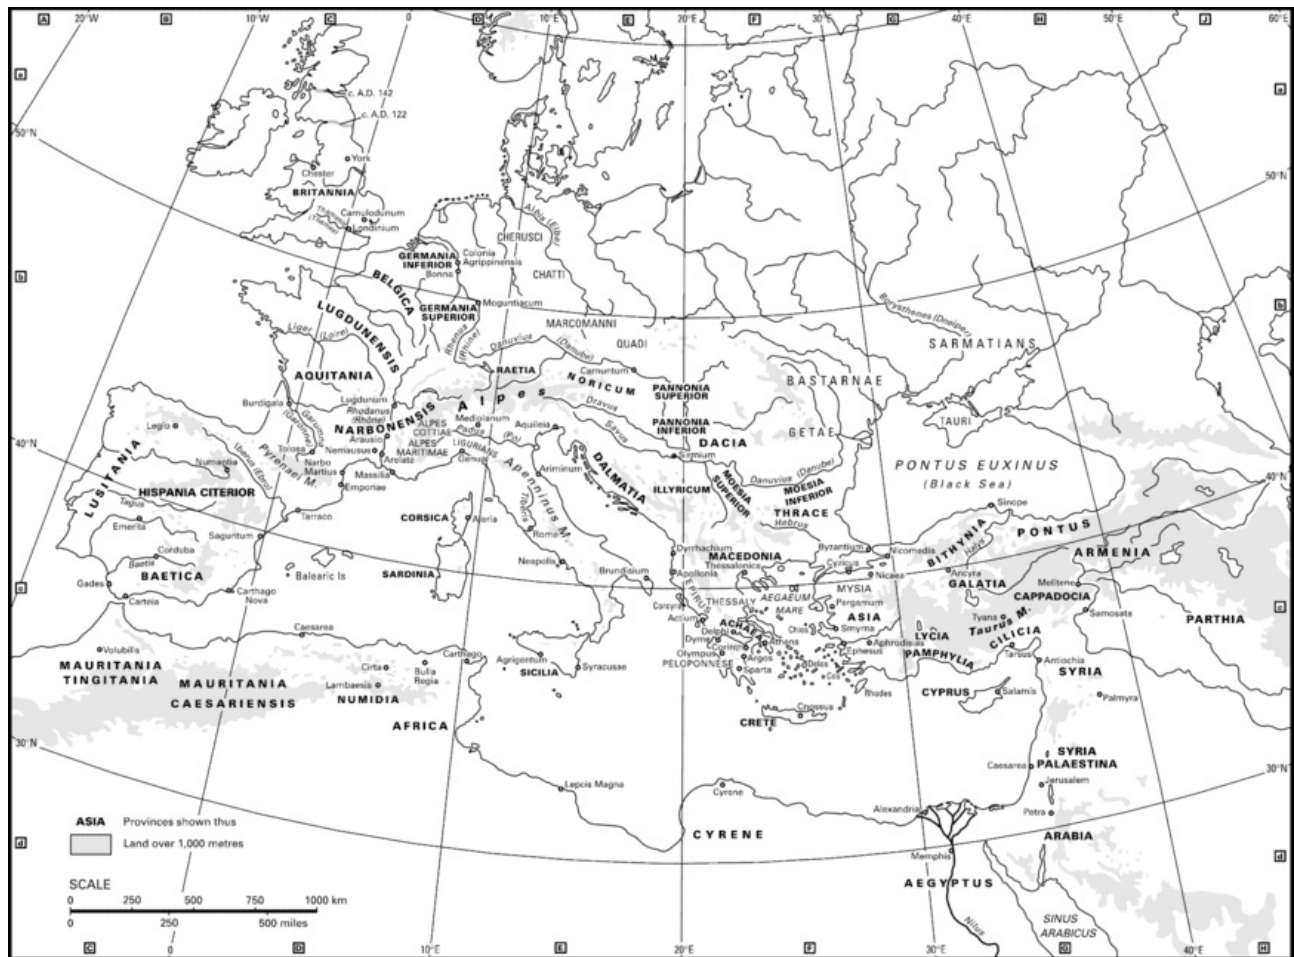 A
20°W
B
10°W
C
0
D
10°E
E
20°E
F
30°E
G
40°E
H
50°E
J
60°E
a
a
c. A.D. 142
c. A.D. 122
50°N
50°N
York
Chester
BRITANNIA
Camulodunum
Londinium
Thamesis
(Thames)
Albis (Elbe)
CHERUSCI
GERMANIA
INFERIOR
Colonia
Agrippinensis
Bonna
CHATTI
b
b
BELGICA
GERMANIA
SUPERIOR
Moguntiacum
LUGDUNENSIS
Liger (Loire)
Rhenus
(Rhine)
MARCOMANNI
QUADI
Danuvius (Danube)
Borysthenes (Dneiper)
SARMATIANS
AQUITANIA
RAETIA
NORICUM
Carnuntum
PANNONIA
SUPERIOR
BASTARNAE
Burdigala
Lugdunum
Rhodanus
(Rhône)
Alpes
Garumna
(Garonne)
NARBONENSIS
ALPES
COTTIAE
ALPES
MARITIMAE
Mediolanum
Padus (Po)
Aquileia
Dravus
Savus
PANNONIA
INFERIOR
DACIA
GETAE
TAURI
40°N
40°N
Legio
Arausio
Tolosa
Nemausus
Arelate
Narbo
Martius
Massilia
Emporiae
LIGURIANS
Genua
Ariminum
Apenninus M.
Sirmium
DALMATIA
ILLYRICUM
MOESIA
SUPERIOR
Danuvius (Danube)
MOESIA
INFERIOR
THRACE
Hebrus
PONTUS EUXINUS
(Black Sea)
LUSITANIA
Numantia
Iberus (Ebro)
Pyrenaei M.
HISPANIA CITERIOR
Tagus
Emerita
Tarraco
Saguntum
CORSICA
Aleria
Tiberis
Rome
Sinope
BITHYNIA
PONTUS
Halys
Corduba
Baetis
BAETICA
Gades
Carteia
Carthago
Nova
Balearic Is
SARDINIA
Neapolis
Brundisium
Dyrrhachium
MACEDONIA
Thessalonica
Apollonia
Byzantium
Nicomedia
Cyzicus
Nicaea
Ancyra
GALATIA
ARMENIA
Melitene
CAPPADOCIA
c
c
EPIRUS
Corcyra
THESSALY
AEGAEUM
MARE
MYSIA
Pergamum
ASIA
Samosata
PARTHIA
Actium
ACHAEA
Delphi
Dyme
Corinth
Athens
Olympus
Argos
PELOPONNESE
Sparta
Chios
Smyrna
Aphrodisias
Ephesus
LYCIA
PAMPHYLIA
Tyana
Taurus M.
CILICIA
Tarsus
Antiochia
SYRIA
Delos
Cos
Rhodes
CYPRUS
Salamis
Palmyra
Caesarea
Volubilis
MAURITANIA
TINGITANIA
MAURITANIA
CAESARIENSIS
Cirta
Lambaesis
NUMIDIA
Bulla
Regia
Carthago
AFRICA
Agrigentum
SICILIA
Syracusae
CRETE
Cnossus
30°N
30°N
SYRIA
PALAESTINA
Caesarea
Jerusalem
Lepcis Magna
Cyrene
CYRENE
Alexandria
Petra
ARABIA
ASIA Provinces shown thus
Land over 1,000 metres
d
d
Memphis
AEGYPTUS
Nilus
SINUS
ARABICUS
SCALE
0 250 500 750 1000 km
0 250 500 miles
C
0
D
10°E
E
20°E
F
30°E
G
40°E
H